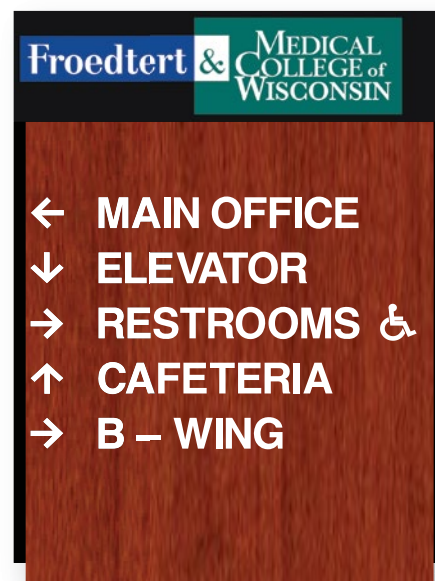 Froedtert & MEDICAL COLLEGE of WISCONSIN
← MAIN OFFICE
↓ ELEVATOR
→ RESTROOMS ♿
↑ CAFETERIA
→ B – WING